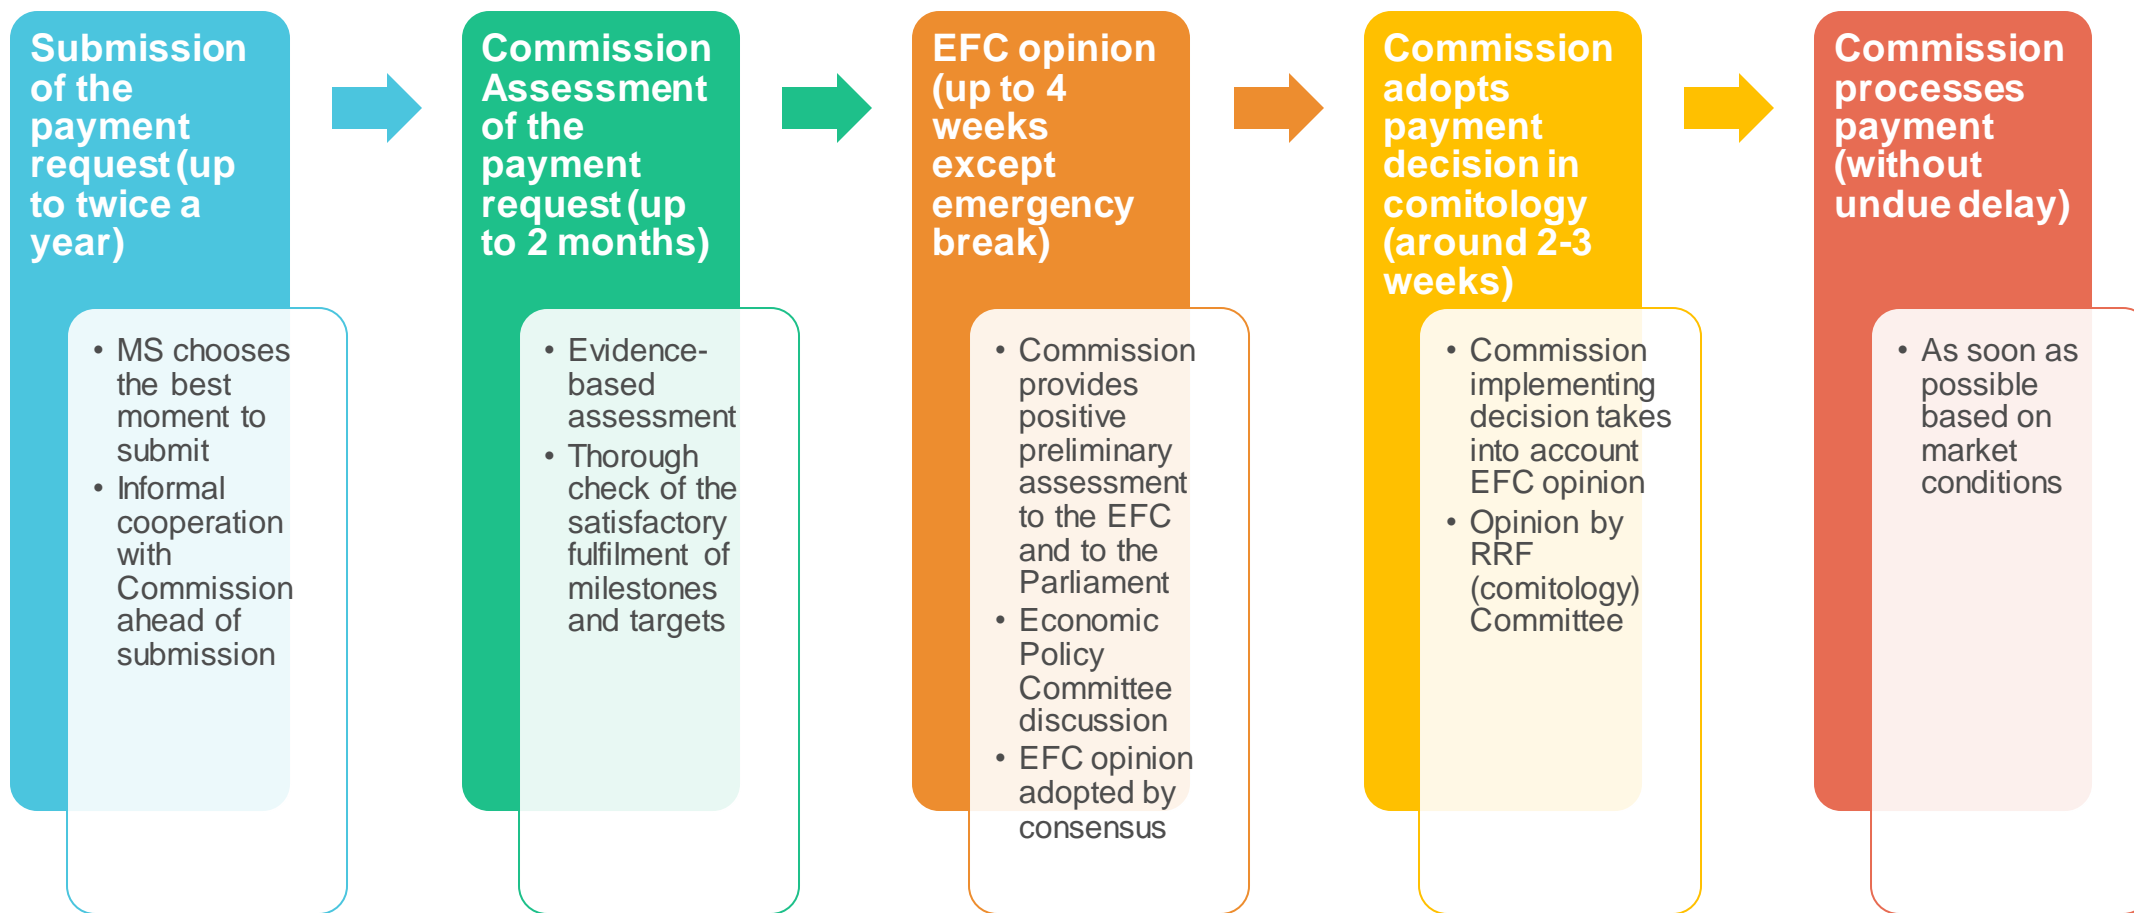 Submission
of the
payment
request (up
to twice a
year)
• MS chooses
the best
moment to
submit
• Informal
cooperation
with
Commission
ahead of
submission
Commission
Assessment
of the
payment
request (up
to 2 months)
• Evidence-
based
assessment
• Thorough
check of the
satisfactory
fulfilment of
milestones
and targets
EFC opinion
(up to 4
weeks
except
emergency
break)
• Commission
provides
positive
preliminary
assessment
to the EFC
and to the
Parliament
• Economic
Policy
Committee
discussion
• EFC opinion
adopted by
consensus
Commission
adopts
payment
decision in
comitology
(around 2-3
weeks)
• Commission
implementing
decision takes
into account
EFC opinion
• Opinion by
RRF
(comitology)
Committee
Commission
processes
payment
(without
undue delay)
• As soon as
possible
based on
market
conditions